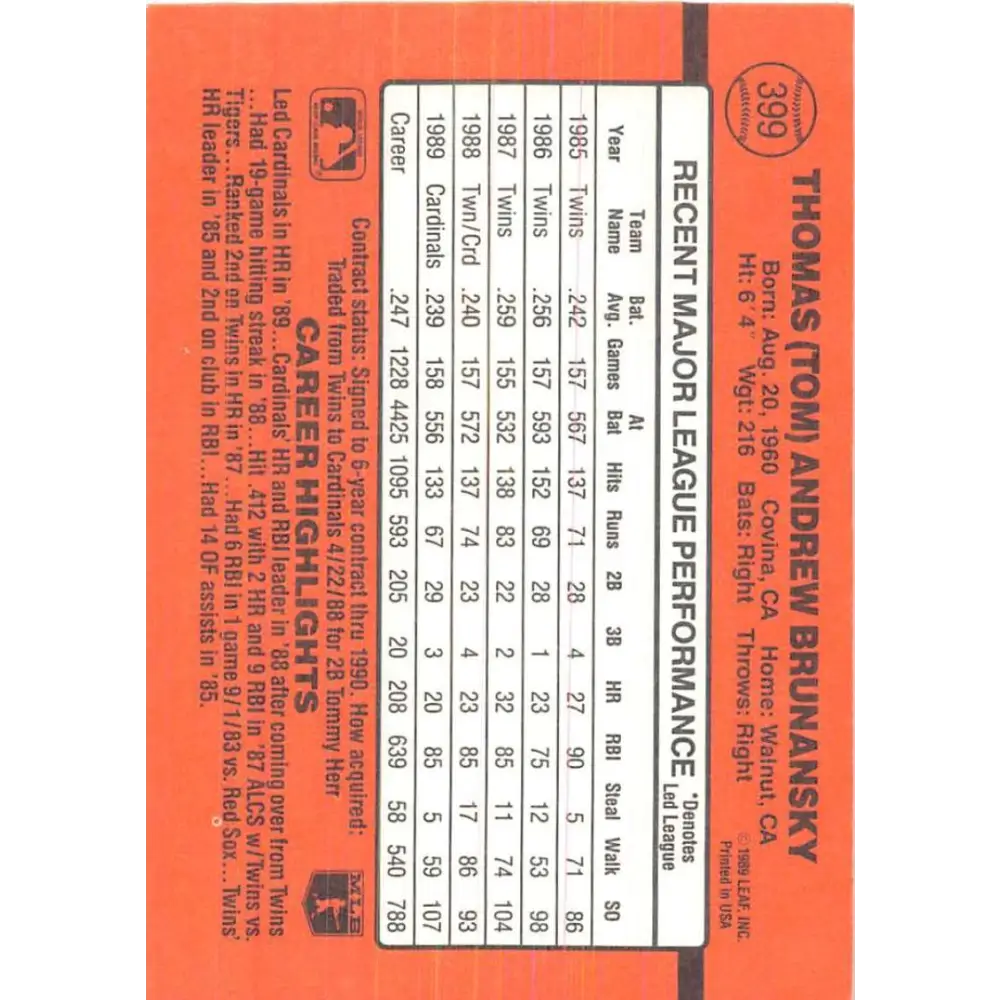 399
THOMAS (TOM) ANDREW BRUNANSKY
Born: Aug. 20, 1960 Covina, CA Home: Walnut, CA
Ht: 6'4" Wgt: 216 Bats: Right Throws: Right
© 1989 LEAF, INC.
Printed in USA
RECENT MAJOR LEAGUE PERFORMANCE
*Denotes
Led League
Year Team Name Bat. Avg. Games At Bat Hits Runs 2B 3B HR RBI Steal Walk SO
1985 Twins .242 157 567 137 71 28 4 27 90 5 71 86
1986 Twins .256 157 593 152 69 28 1 23 75 12 53 98
1987 Twins .259 155 532 138 83 22 2 32 85 11 74 104
1988 Twn/Crd .240 157 572 137 74 23 4 23 85 17 86 93
1989 Cardinals .239 158 556 133 67 29 3 20 85 5 59 107
Career .247 1228 4425 1095 593 205 20 208 639 58 540 788
Contract status: Signed to 6-year contract thru 1990. How acquired:
Traded from Twins to Cardinals 4/22/88 for 2B Tommy Herr
MLB
CAREER HIGHLIGHTS
Led Cardinals in HR in '89...Cardinals' HR and RBI leader in '88 after coming over from Twins
...Had 19-game hitting streak in '88...Hit .412 with 2 HR and 9 RBI in '87 ALCS w/Twins vs.
Tigers...Ranked 2nd on Twins in HR in '87...Had 6 RBI in 1 game 9/1/83 vs. Red Sox...Twins'
HR leader in '85 and 2nd on club in RBI...Had 14 OF assists in '85.